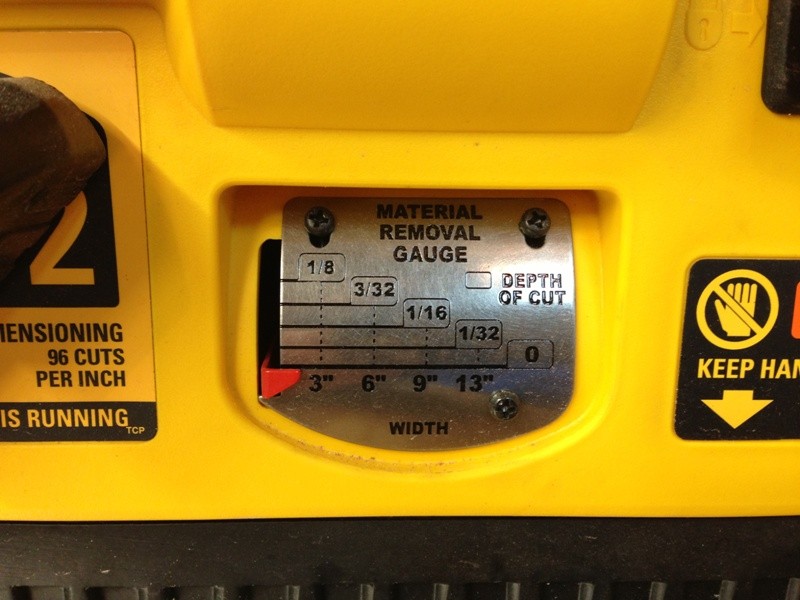 MATERIAL
REMOVAL
GAUGE
1/8
3/32
1/16
1/32
0
DEPTH
OF CUT
3" 6" 9" 13"
WIDTH
2
MENSIONING
96 CUTS
PER INCH
IS RUNNING
TCP
KEEP HAN